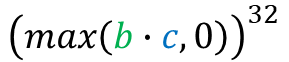 (max(b · c, 0))³²